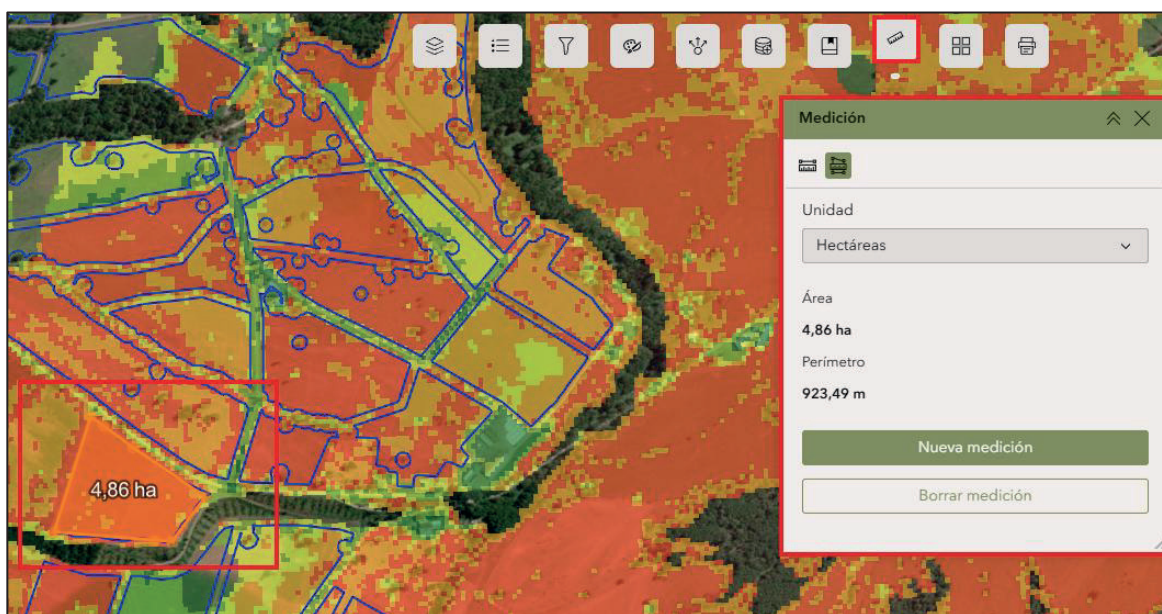 Medición
Unidad
Hectáreas
Área
4,86 ha
Perímetro
923,49 m
Nueva medición
Borrar medición
4,86 ha